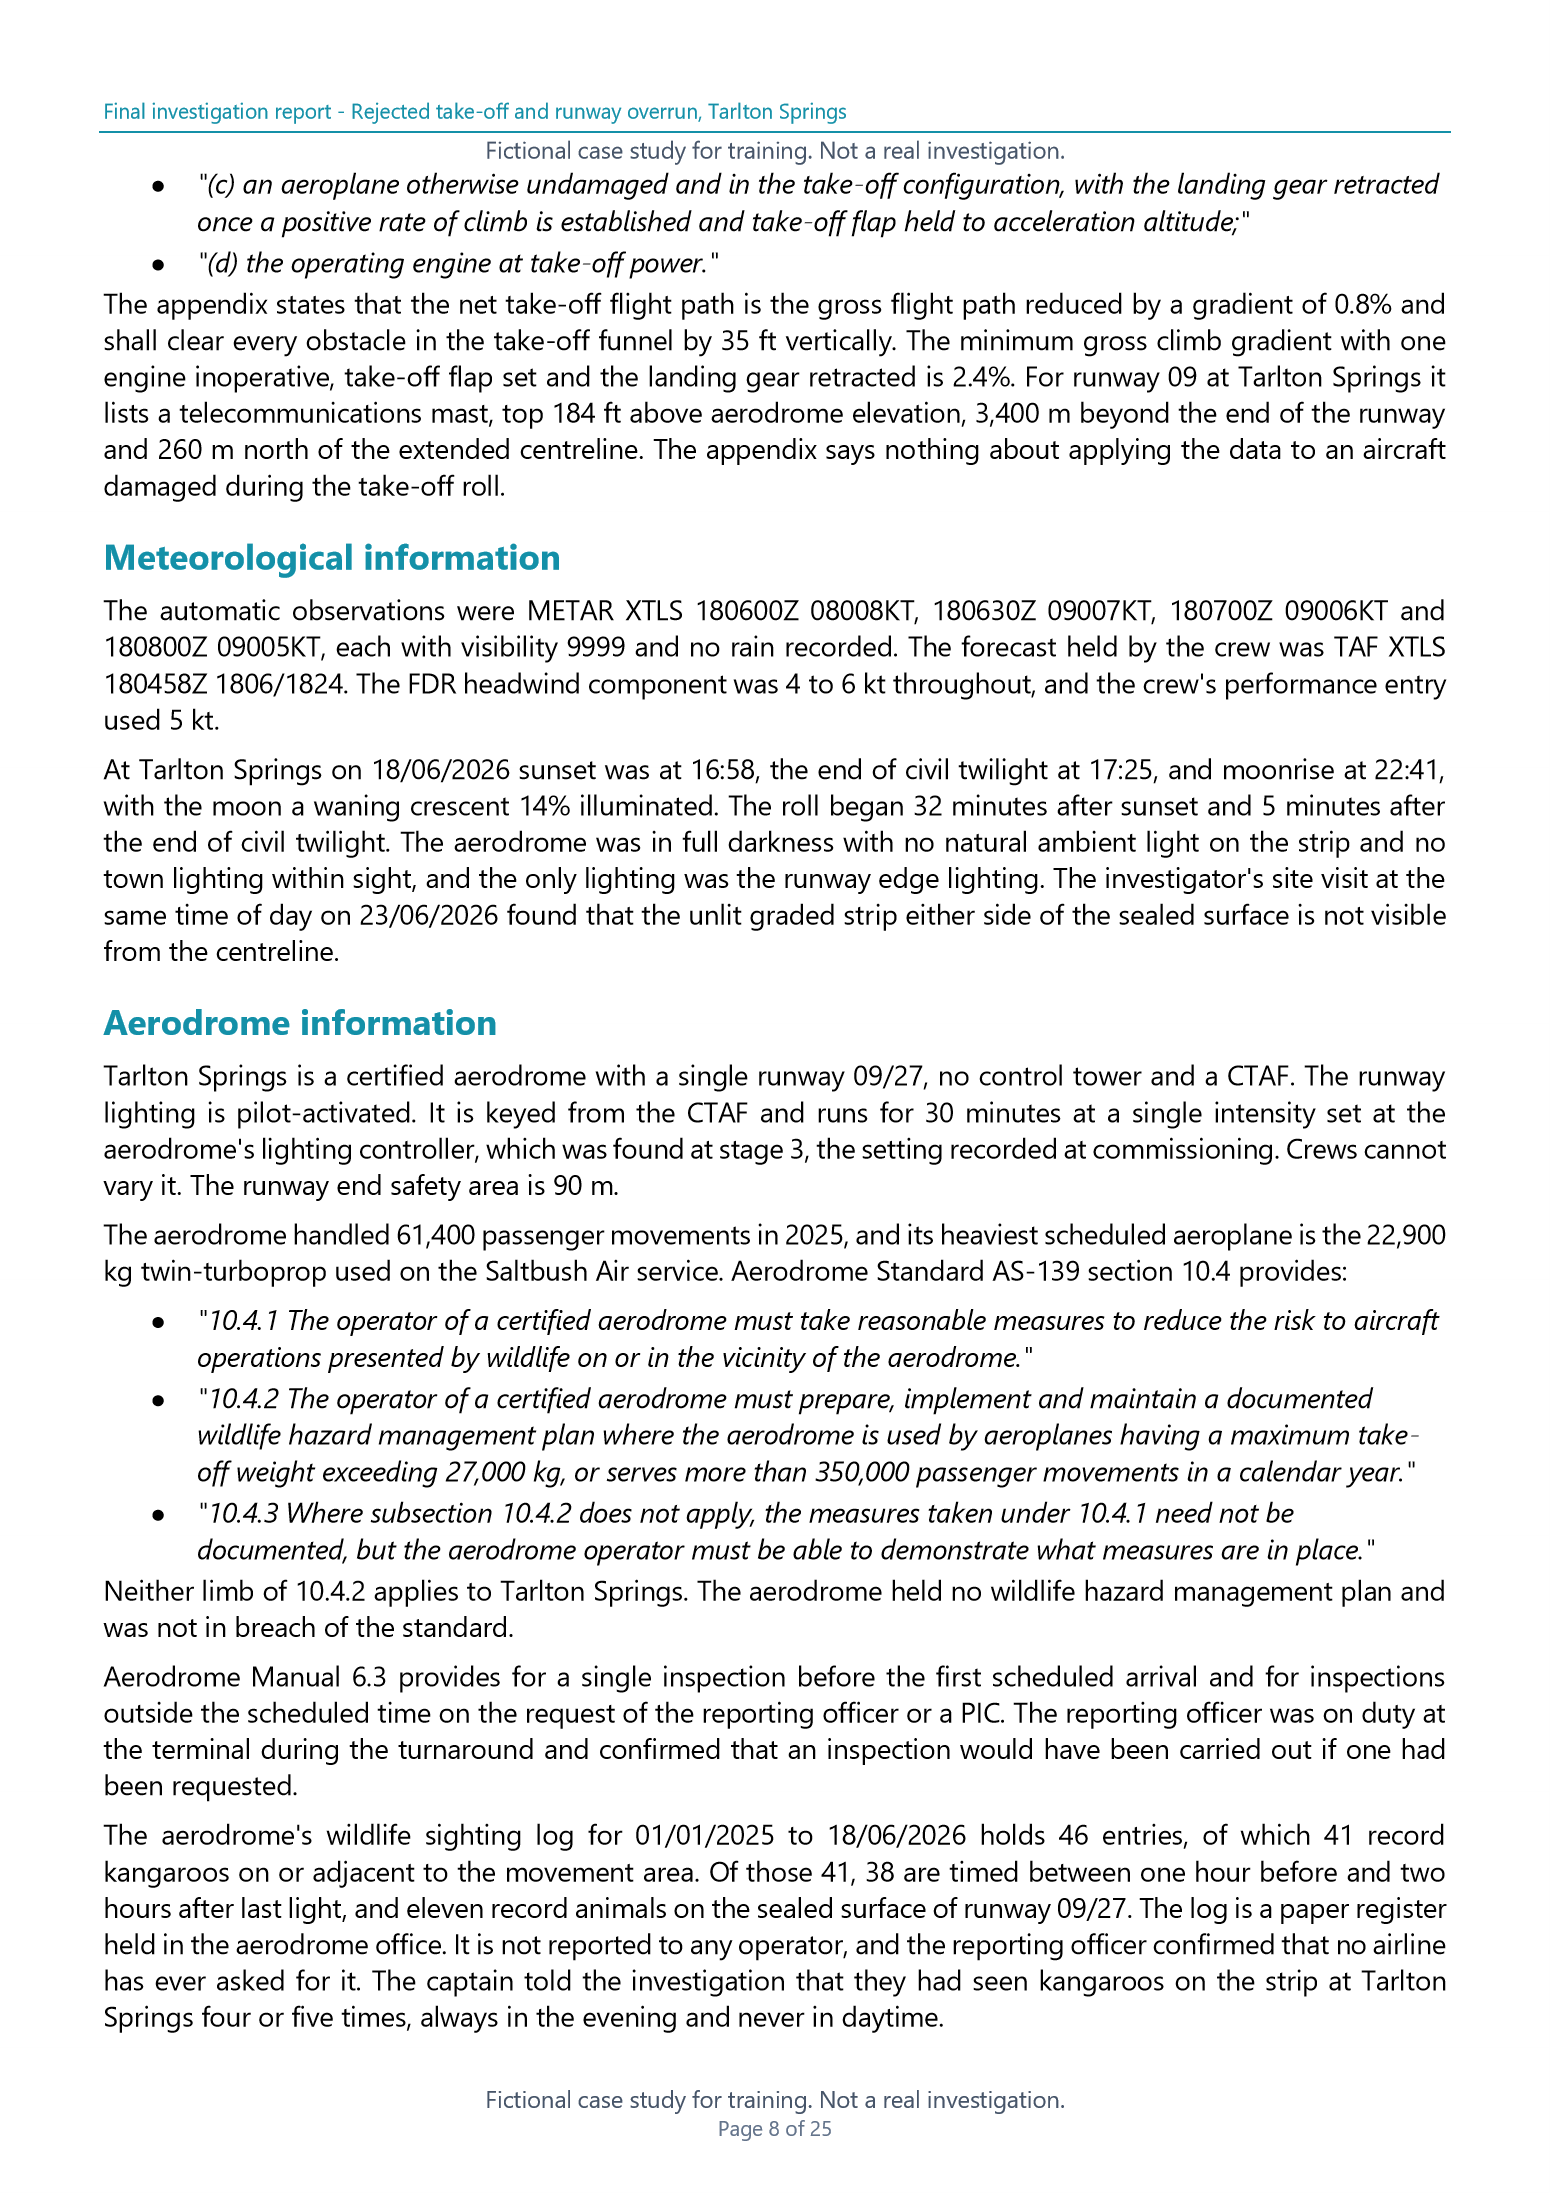 Final investigation report - Rejected take-off and runway overrun, Tarlton Springs
Fictional case study for training. Not a real investigation.
● "(c) an aeroplane otherwise undamaged and in the take-off configuration, with the landing gear retracted
once a positive rate of climb is established and take-off flap held to acceleration altitude;"
● "(d) the operating engine at take-off power."
The appendix states that the net take-off flight path is the gross flight path reduced by a gradient of 0.8% and
shall clear every obstacle in the take-off funnel by 35 ft vertically. The minimum gross climb gradient with one
engine inoperative, take-off flap set and the landing gear retracted is 2.4%. For runway 09 at Tarlton Springs it
lists a telecommunications mast, top 184 ft above aerodrome elevation, 3,400 m beyond the end of the runway
and 260 m north of the extended centreline. The appendix says nothing about applying the data to an aircraft
damaged during the take-off roll.
Meteorological information
The automatic observations were METAR XTLS 180600Z 08008KT, 180630Z 09007KT, 180700Z 09006KT and
180800Z 09005KT, each with visibility 9999 and no rain recorded. The forecast held by the crew was TAF XTLS
180458Z 1806/1824. The FDR headwind component was 4 to 6 kt throughout, and the crew's performance entry
used 5 kt.
At Tarlton Springs on 18/06/2026 sunset was at 16:58, the end of civil twilight at 17:25, and moonrise at 22:41,
with the moon a waning crescent 14% illuminated. The roll began 32 minutes after sunset and 5 minutes after
the end of civil twilight. The aerodrome was in full darkness with no natural ambient light on the strip and no
town lighting within sight, and the only lighting was the runway edge lighting. The investigator's site visit at the
same time of day on 23/06/2026 found that the unlit graded strip either side of the sealed surface is not visible
from the centreline.
Aerodrome information
Tarlton Springs is a certified aerodrome with a single runway 09/27, no control tower and a CTAF. The runway
lighting is pilot-activated. It is keyed from the CTAF and runs for 30 minutes at a single intensity set at the
aerodrome's lighting controller, which was found at stage 3, the setting recorded at commissioning. Crews cannot
vary it. The runway end safety area is 90 m.
The aerodrome handled 61,400 passenger movements in 2025, and its heaviest scheduled aeroplane is the 22,900
kg twin-turboprop used on the Saltbush Air service. Aerodrome Standard AS-139 section 10.4 provides:
● "10.4.1 The operator of a certified aerodrome must take reasonable measures to reduce the risk to aircraft
operations presented by wildlife on or in the vicinity of the aerodrome."
● "10.4.2 The operator of a certified aerodrome must prepare, implement and maintain a documented
wildlife hazard management plan where the aerodrome is used by aeroplanes having a maximum take-
off weight exceeding 27,000 kg, or serves more than 350,000 passenger movements in a calendar year."
● "10.4.3 Where subsection 10.4.2 does not apply, the measures taken under 10.4.1 need not be
documented, but the aerodrome operator must be able to demonstrate what measures are in place."
Neither limb of 10.4.2 applies to Tarlton Springs. The aerodrome held no wildlife hazard management plan and
was not in breach of the standard.
Aerodrome Manual 6.3 provides for a single inspection before the first scheduled arrival and for inspections
outside the scheduled time on the request of the reporting officer or a PIC. The reporting officer was on duty at
the terminal during the turnaround and confirmed that an inspection would have been carried out if one had
been requested.
The aerodrome's wildlife sighting log for 01/01/2025 to 18/06/2026 holds 46 entries, of which 41 record
kangaroos on or adjacent to the movement area. Of those 41, 38 are timed between one hour before and two
hours after last light, and eleven record animals on the sealed surface of runway 09/27. The log is a paper register
held in the aerodrome office. It is not reported to any operator, and the reporting officer confirmed that no airline
has ever asked for it. The captain told the investigation that they had seen kangaroos on the strip at Tarlton
Springs four or five times, always in the evening and never in daytime.
Fictional case study for training. Not a real investigation.
Page 8 of 25